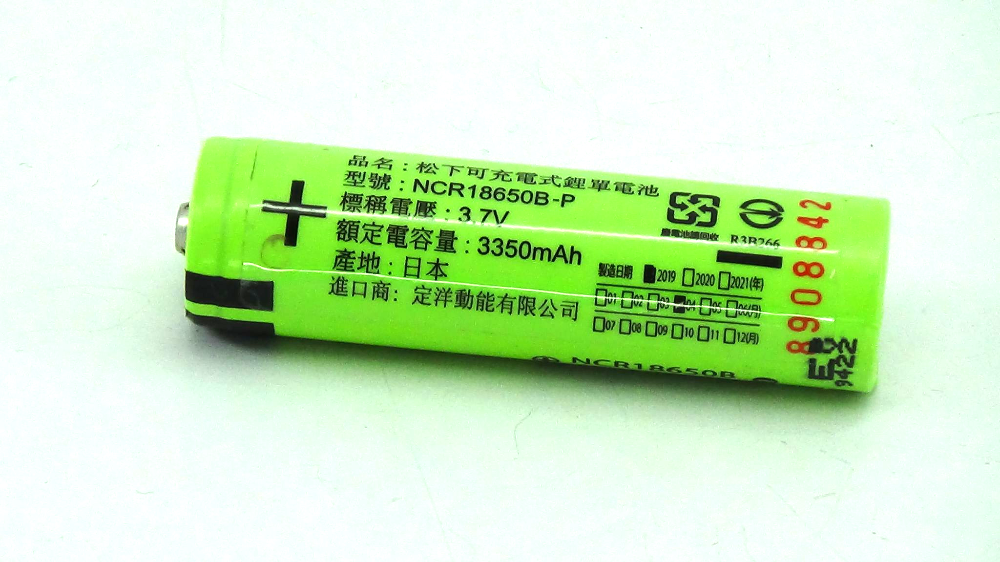 品名：松下可充電式鋰單電池
型號：NCR18650B-P
標稱電壓：3.7V
額定電容量：3350mAh
產地：日本
進口商：定洋動能有限公司
廢電池請回收
R3B266
製造日期 ■2019 □2020 □2021(年)
□01 □02 □03 ■04 □05 □06(月)
□07 □08 □09 □10 □11 □12(月)
8908842
NCR18650B
9422